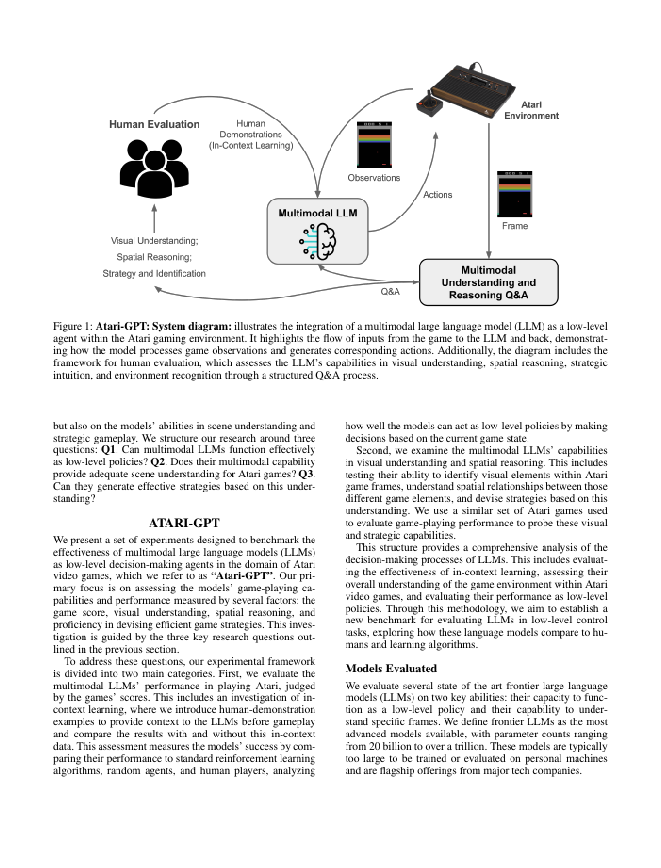 Human Evaluation
Human
Demonstrations
(In-Context Learning)
Atari
Environment
Observations
Actions
Frame
Multimodal LLM
Visual Understanding;
Spatial Reasoning;
Strategy and Identification
Q&A
Multimodal
Understanding and
Reasoning Q&A
Figure 1: Atari-GPT: System diagram: illustrates the integration of a multimodal large language model (LLM) as a low-level
agent within the Atari gaming environment. It highlights the flow of inputs from the game to the LLM and back, demonstrat-
ing how the model processes game observations and generates corresponding actions. Additionally, the diagram includes the
framework for human evaluation, which assesses the LLM's capabilities in visual understanding, spatial reasoning, strategic
intuition, and environment recognition through a structured Q&A process.
but also on the models' abilities in scene understanding and
strategic gameplay. We structure our research around three
questions: Q1. Can multimodal LLMs function effectively
as low-level policies? Q2. Does their multimodal capability
provide adequate scene understanding for Atari games? Q3.
Can they generate effective strategies based on this under-
standing?
ATARI-GPT
We present a set of experiments designed to benchmark the
effectiveness of multimodal large language models (LLMs)
as low-level decision-making agents in the domain of Atari
video games, which we refer to as "Atari-GPT". Our pri-
mary focus is on assessing the models' game-playing ca-
pabilities and performance measured by several factors: the
game score, visual understanding, spatial reasoning, and
proficiency in devising efficient game strategies. This inves-
tigation is guided by the three key research questions out-
lined in the previous section.
To address these questions, our experimental framework
is divided into two main categories. First, we evaluate the
multimodal LLMs' performance in playing Atari, judged
by the games' scores. This includes an investigation of in-
context learning, where we introduce human-demonstration
examples to provide context to the LLMs before gameplay
and compare the results with and without this in-context
data. This assessment measures the models' success by com-
paring their performance to standard reinforcement learning
algorithms, random agents, and human players, analyzing
how well the models can act as low-level policies by making
decisions based on the current game state
Second, we examine the multimodal LLMs' capabilities
in visual understanding and spatial reasoning. This includes
testing their ability to identify visual elements within Atari
game frames, understand spatial relationships between those
different game elements, and devise strategies based on this
understanding. We use a similar set of Atari games used
to evaluate game-playing performance to probe these visual
and strategic capabilities.
This structure provides a comprehensive analysis of the
decision-making processes of LLMs. This includes evaluat-
ing the effectiveness of in-context learning, assessing their
overall understanding of the game environment within Atari
video games, and evaluating their performance as low-level
policies. Through this methodology, we aim to establish a
new benchmark for evaluating LLMs in low-level control
tasks, exploring how these language models compare to hu-
mans and learning algorithms.
Models Evaluated
We evaluate several state of the art frontier large language
models (LLMs) on two key abilities: their capacity to func-
tion as a low-level policy and their capability to under-
stand specific frames. We define frontier LLMs as the most
advanced models available, with parameter counts ranging
from 20 billion to over a trillion. These models are typically
too large to be trained or evaluated on personal machines
and are flagship offerings from major tech companies.